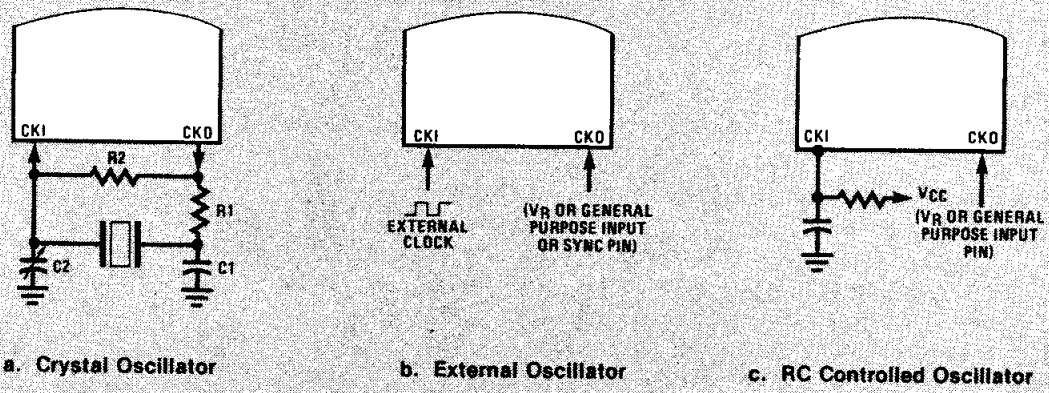 CKI
CKO
R2
R1
C2
C1
a. Crystal Oscillator
CKI
CKO
EXTERNAL
CLOCK
(VR OR GENERAL
PURPOSE INPUT
OR SYNC PIN)
b. External Oscillator
CKI
CKO
VCC
(VR OR GENERAL
PURPOSE INPUT
PIN)
c. RC Controlled Oscillator